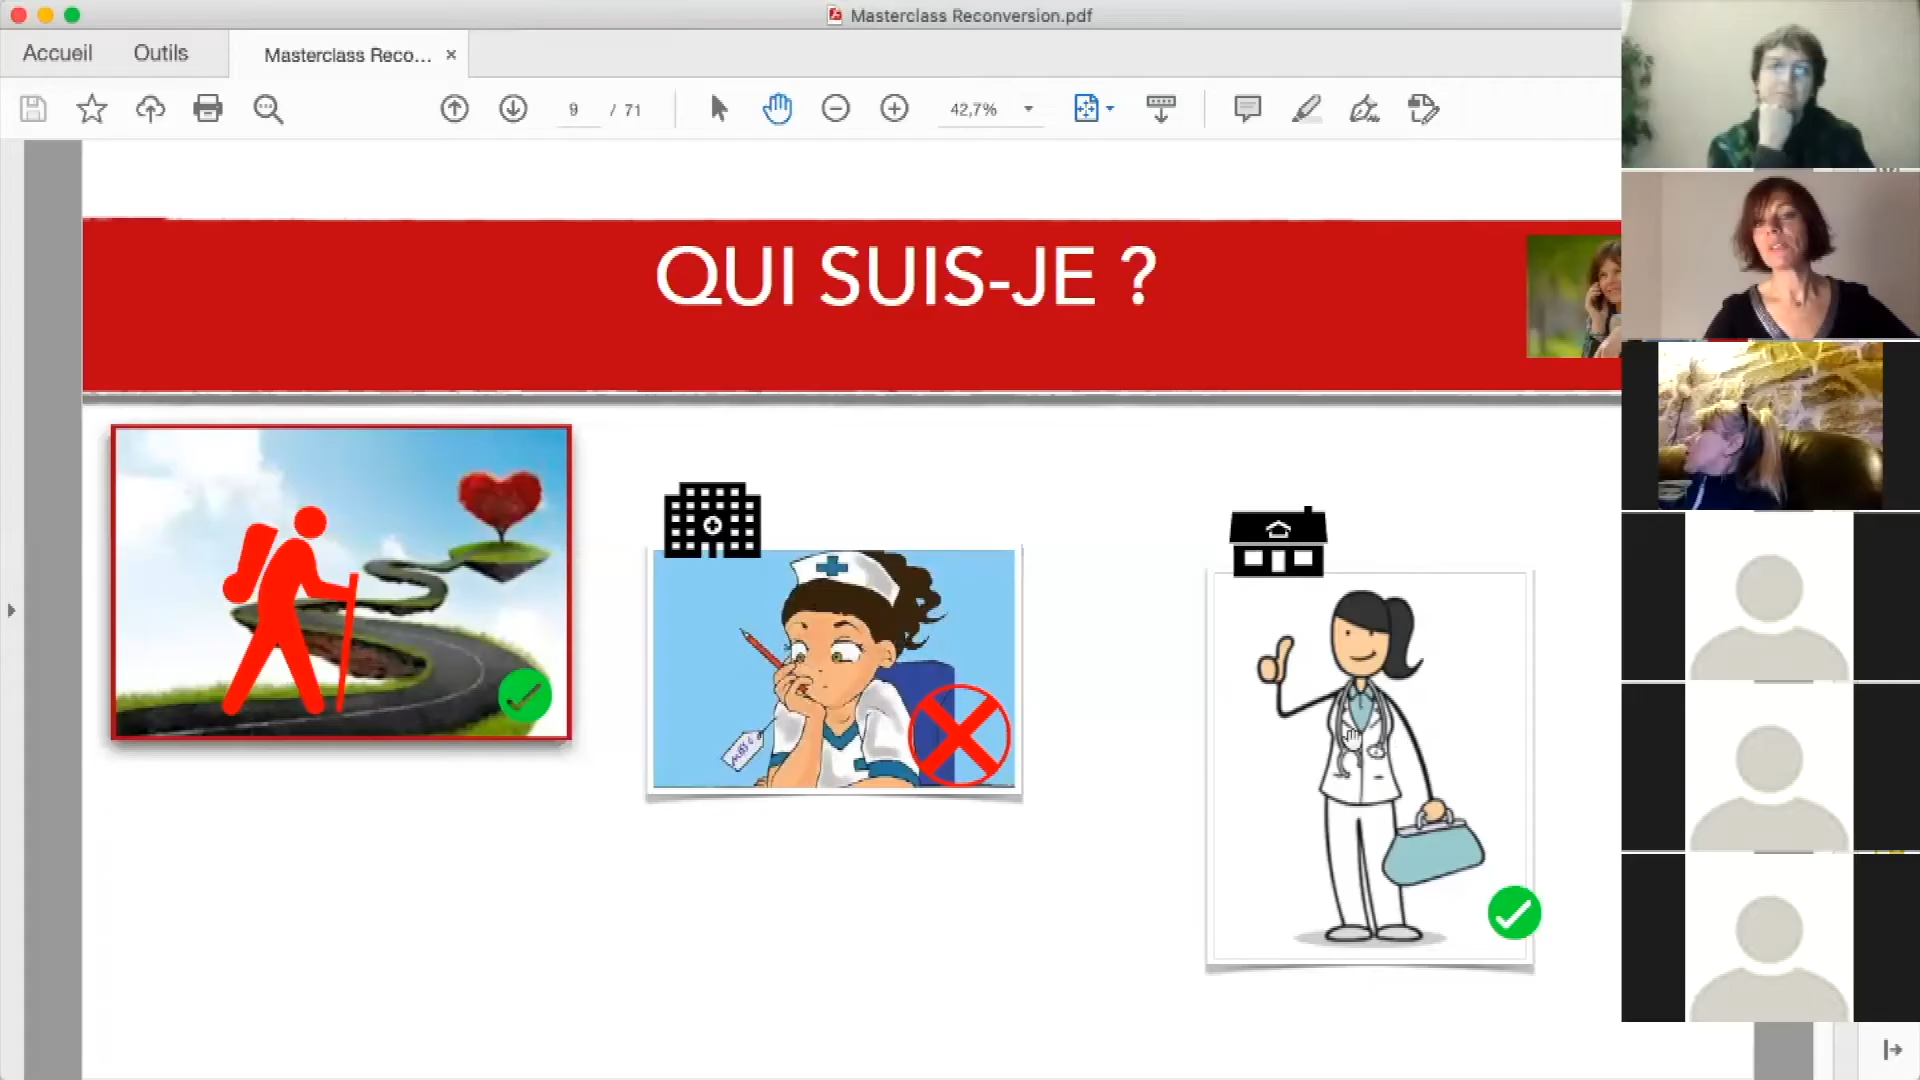 Masterclass Reconversion.pdf
Accueil
Outils
Masterclass Reco...
9 / 71
42,7%
QUI SUIS-JE ?